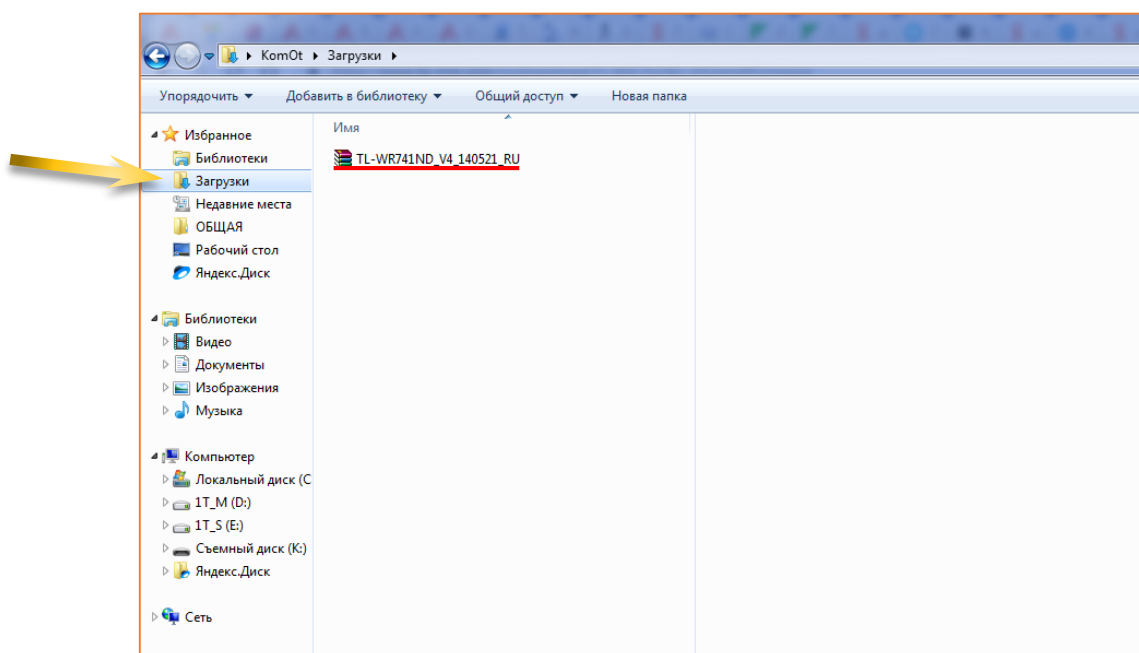 KomOt ▸ Загрузки ▸
Упорядочить Добавить в библиотеку Общий доступ Новая папка
Избранное
Библиотеки
Загрузки
Недавние места
ОБЩАЯ
Рабочий стол
Яндекс.Диск
Библиотеки
Видео
Документы
Изображения
Музыка
Компьютер
Локальный диск (C
1T_M (D:)
1T_S (E:)
Съемный диск (K:)
Яндекс.Диск
Сеть
Имя
TL-WR741ND_V4_140521_RU